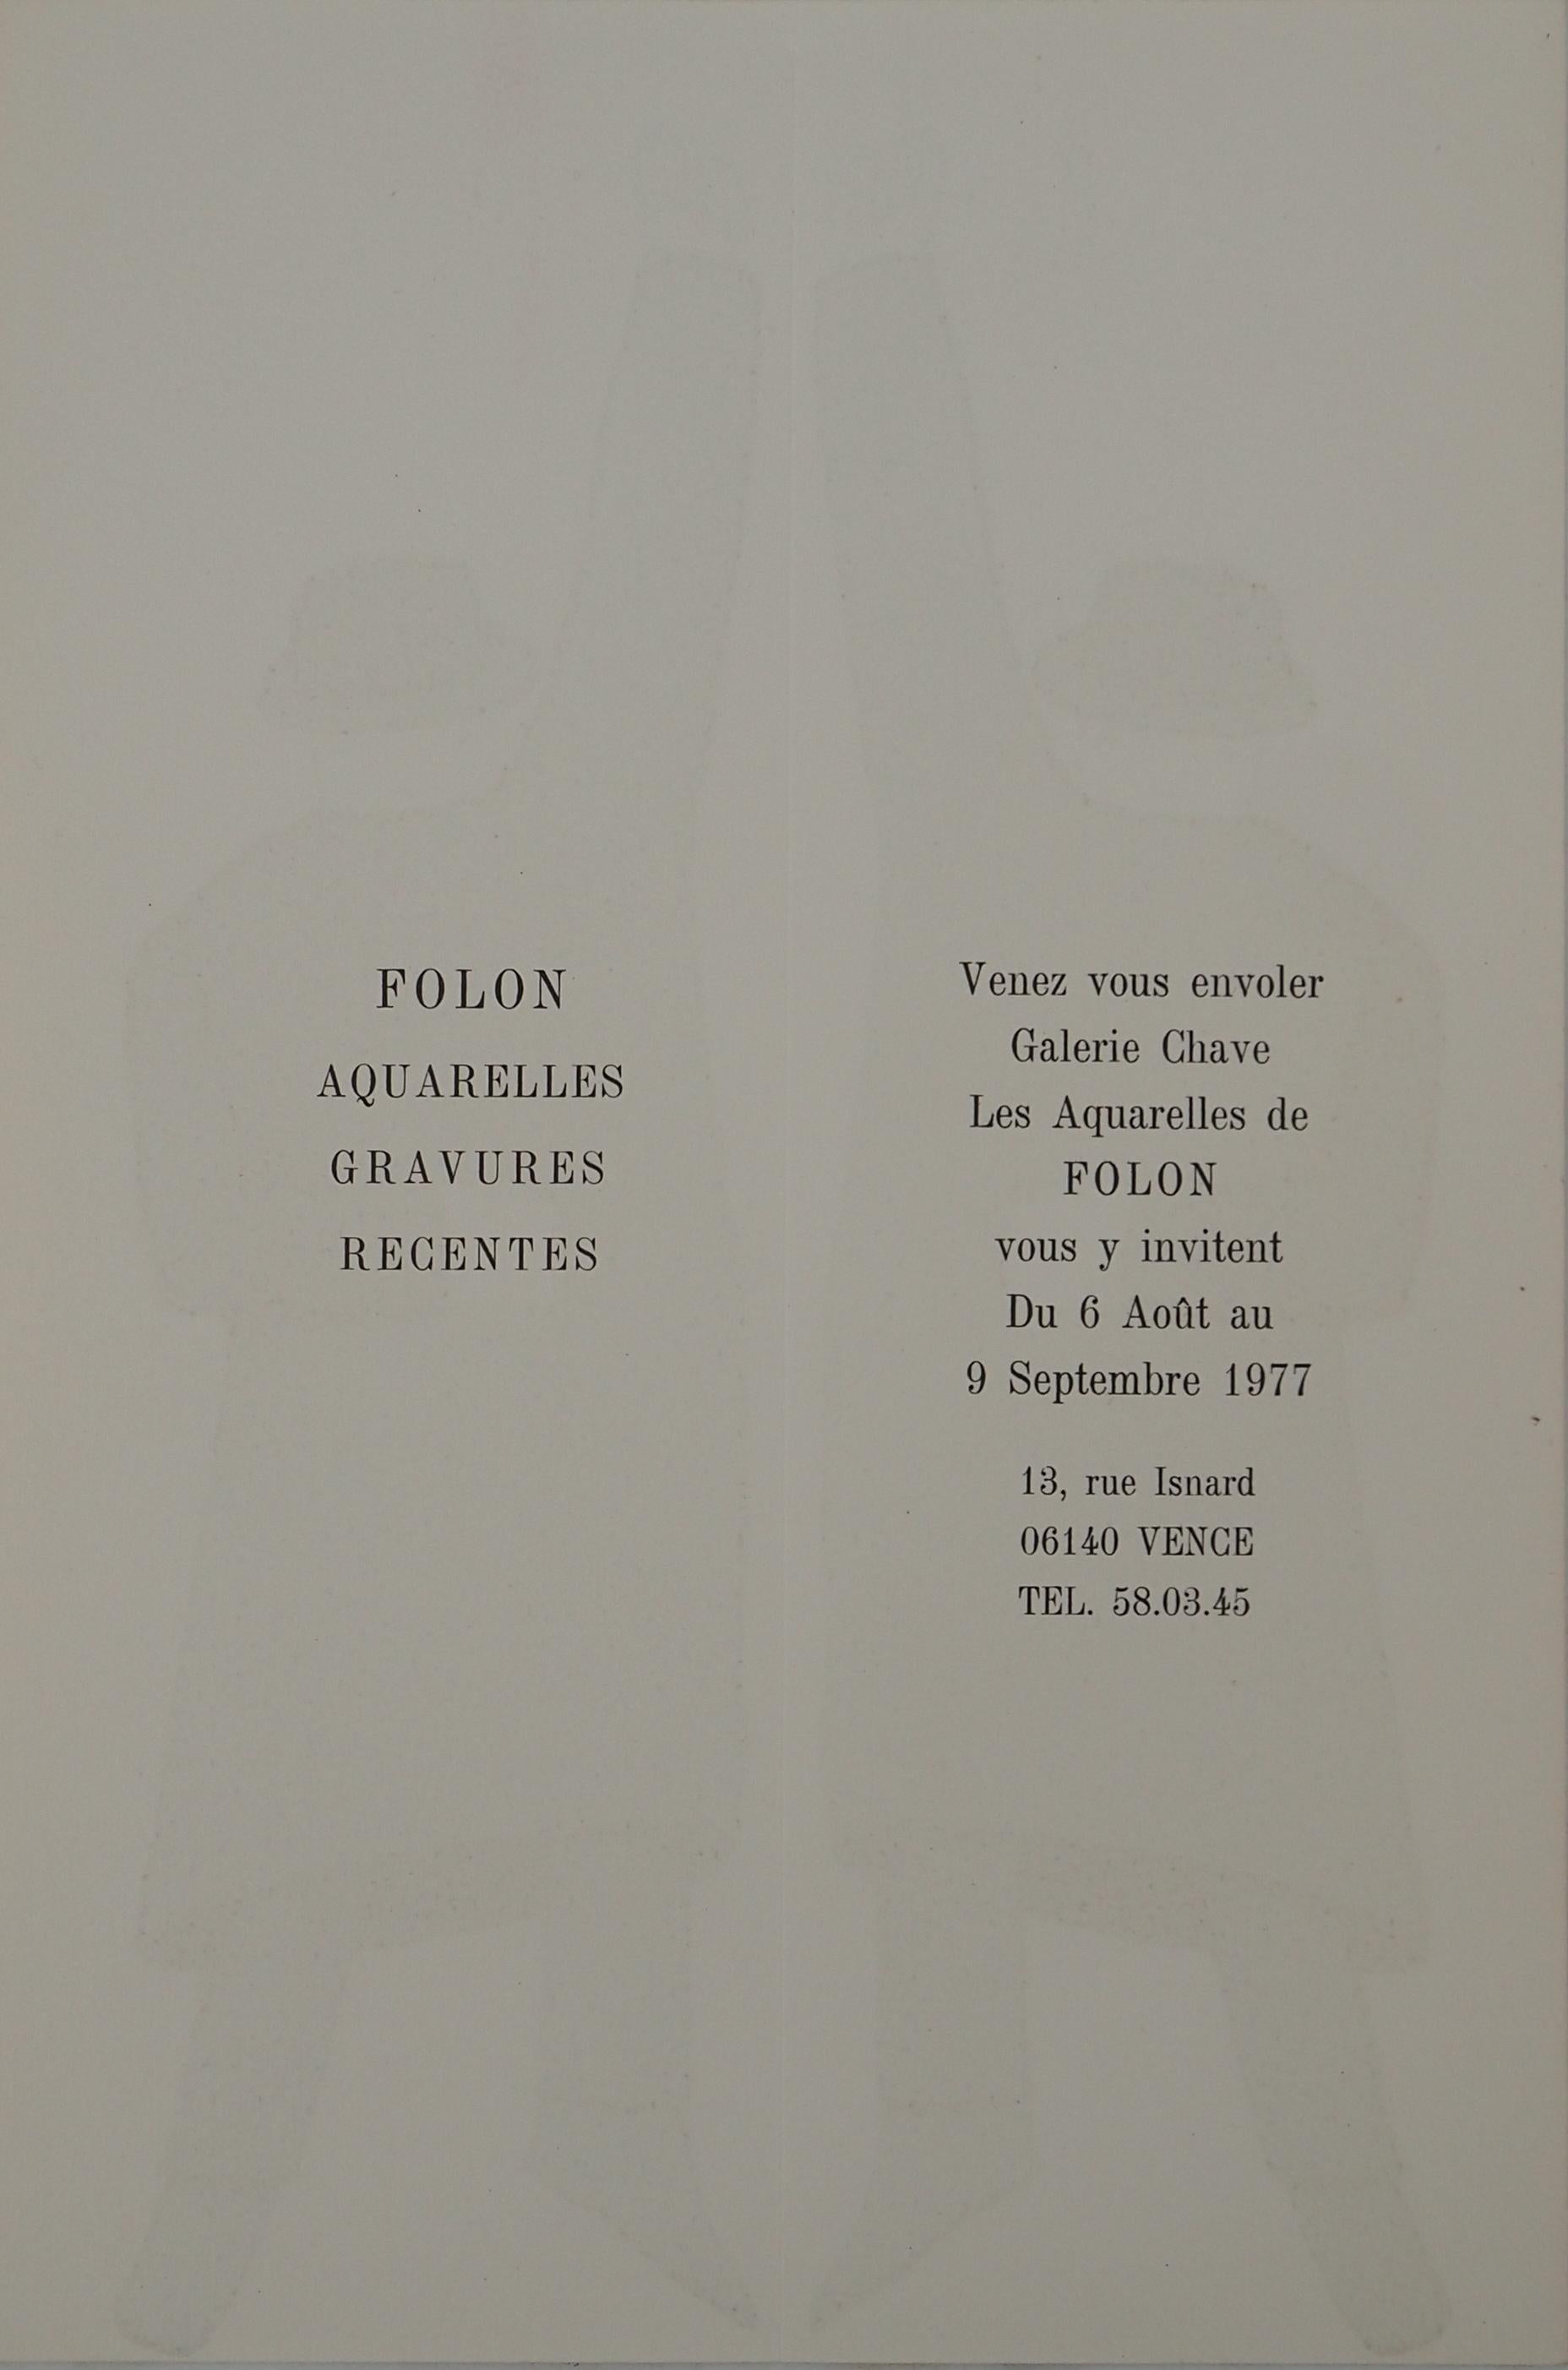 FOLON
AQUARELLES
GRAVURES
RECENTES
Venez vous envoler
Galerie Chave
Les Aquarelles de
FOLON
vous y invitent
Du 6 Août au
9 Septembre 1977
13, rue Isnard
06140 VENCE
TEL. 58.03.45